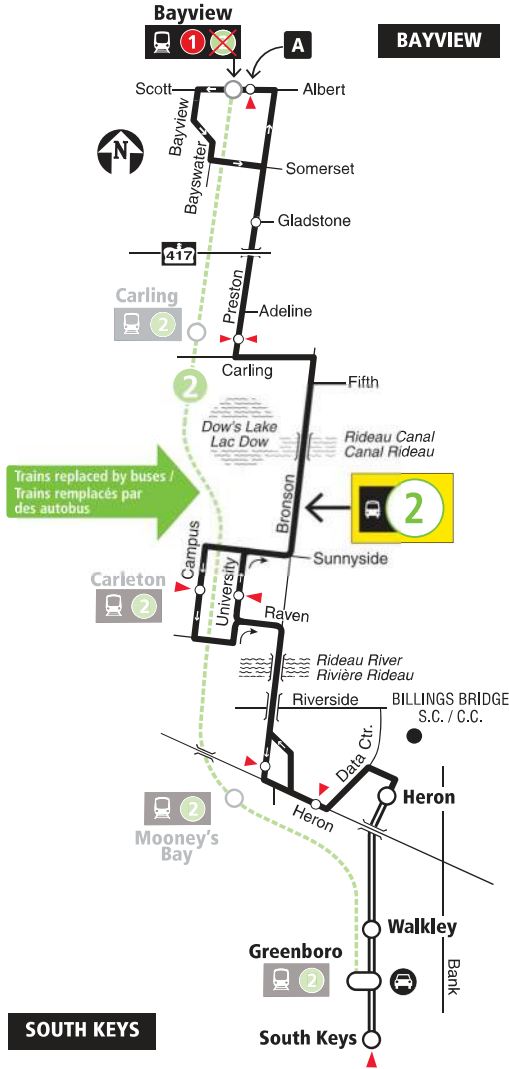 Bayview
1
A
BAYVIEW
Scott
Albert
Bayview
N
Bayswater
Somerset
Gladstone
417
Preston
Carling
2
Adeline
Carling
2
Fifth
Dow's Lake
Lac Dow
Rideau Canal
Canal Rideau
Trains replaced by buses /
Trains remplacés par
des autobus
Bronson
2
Campus
University
Sunnyside
Carleton
2
Raven
Rideau River
Rivière Rideau
Riverside
BILLINGS BRIDGE
S.C. / C.C.
Data Ctr.
2
Mooney's
Bay
Heron
Heron
Walkley
Greenboro
2
Bank
SOUTH KEYS
South Keys